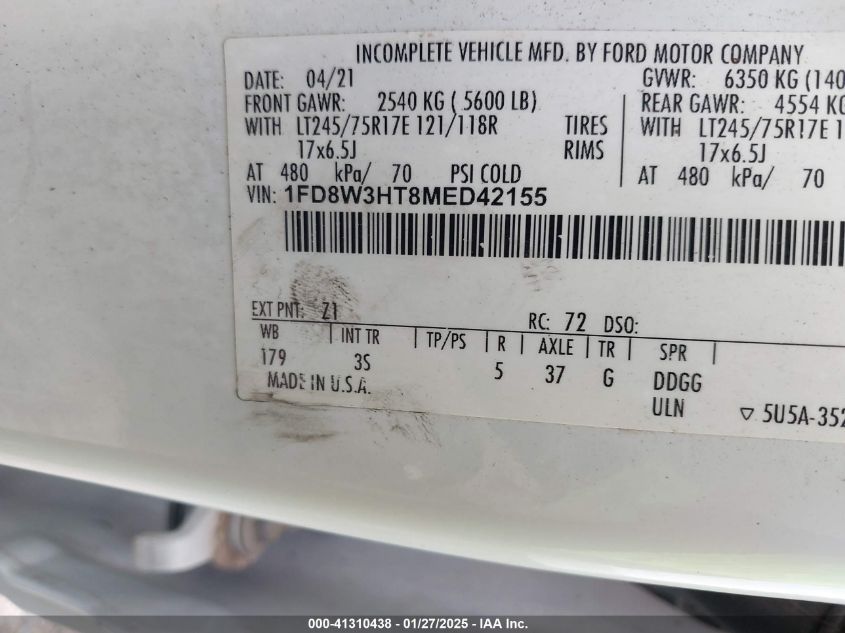 INCOMPLETE VEHICLE MFD. BY FORD MOTOR COMPANY
DATE: 04/21 GVWR: 6350 KG (140
FRONT GAWR: 2540 KG ( 5600 LB) REAR GAWR: 4554 KG
WITH LT245/75R17E 121/118R TIRES WITH LT245/75R17E 1
17x6.5J RIMS 17x6.5J
AT 480 kPa/ 70 PSI COLD AT 480 kPa/ 70
VIN: 1FD8W3HT8MED42155
EXT PNT: Z1 RC: 72 DSO:
WB INT TR TP/PS R AXLE TR SPR
179 3S 5 37 G DDGG
MADE IN U.S.A. ULN ▽ 5U5A-352
000-41310438 - 01/27/2025 - IAA Inc.